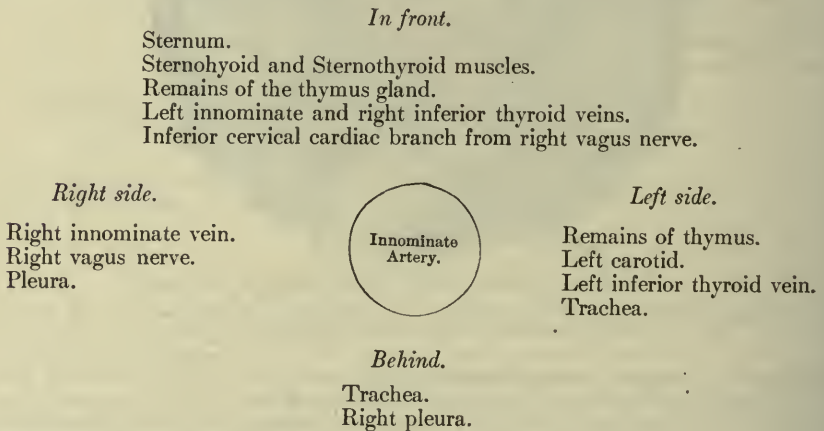 In front.
Sternum.
Sternohyoid and Sternothyroid muscles.
Remains of the thymus gland.
Left innominate and right inferior thyroid veins.
Inferior cervical cardiac branch from right vagus nerve.
Right side.
Right innominate vein.
Right vagus nerve.
Pleura.
Innominate
Artery.
Left side.
Remains of thymus.
Left carotid.
Left inferior thyroid vein.
Trachea.
Behind.
Trachea.
Right pleura.